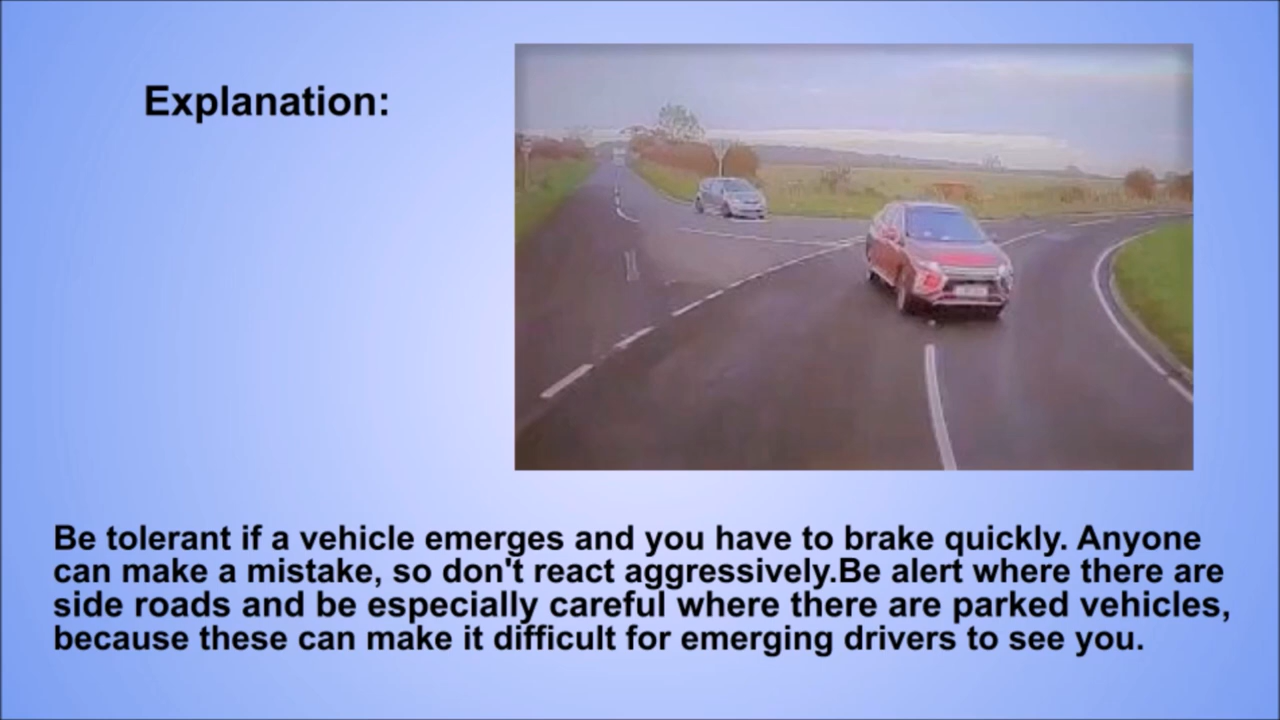 Explanation:
Be tolerant if a vehicle emerges and you have to brake quickly. Anyone
can make a mistake, so don't react aggressively.Be alert where there are
side roads and be especially careful where there are parked vehicles,
because these can make it difficult for emerging drivers to see you.